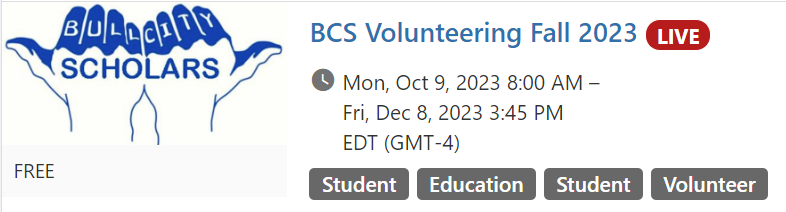 BULLCITY
SCHOLARS
FREE
BCS Volunteering Fall 2023 LIVE
Mon, Oct 9, 2023 8:00 AM –
Fri, Dec 8, 2023 3:45 PM
EDT (GMT-4)
Student Education Student Volunteer